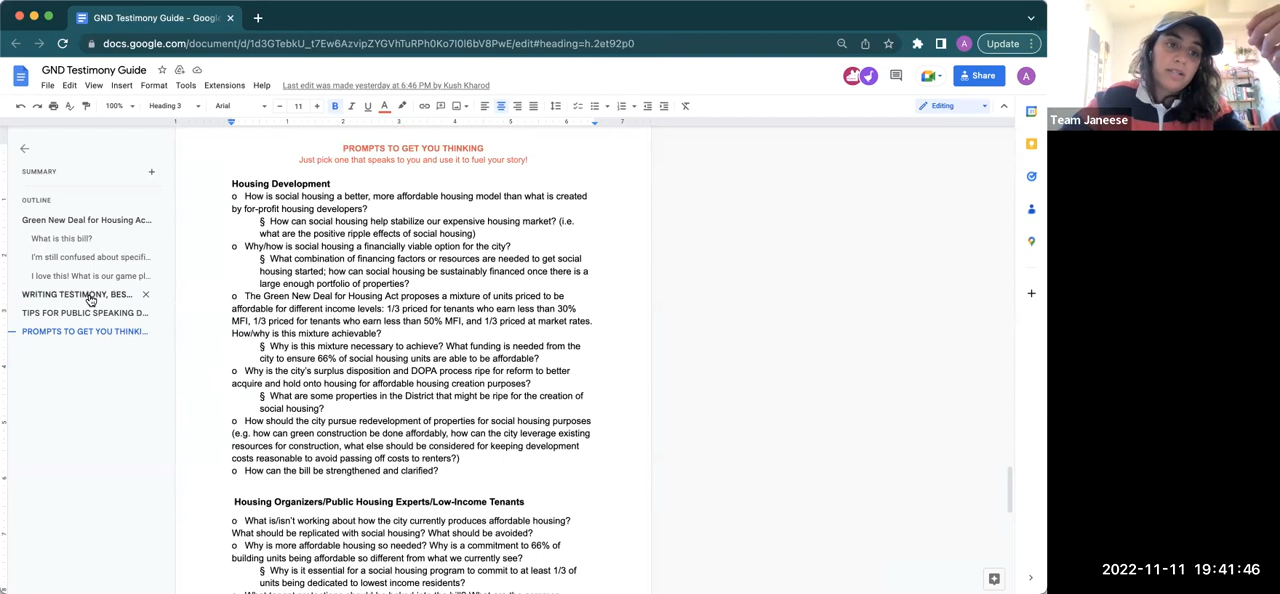 GND Testimony Guide - Googl
docs.google.com/document/d/1d3GTebkU_t7Ew6AzvipZYGVhTuRPh0Ko7I0l6bV8PwE/edit#heading=h.2et92p0
A
Update
GND Testimony Guide
File Edit View Insert Format Tools Extensions Help
Last edit was made yesterday at 6:46 PM by Kush Kharod
Share
A
100%
Heading 3
Arial
11
Editing
1 1 2 3 4 5 6 7
SUMMARY
OUTLINE
Green New Deal for Housing Ac...
What is this bill?
I'm still confused about specifi...
I love this! What is our game pl...
WRITING TESTIMONY, BES...
TIPS FOR PUBLIC SPEAKING D...
PROMPTS TO GET YOU THINKI...
PROMPTS TO GET YOU THINKING
Just pick one that speaks to you and use it to fuel your story!
Housing Development
o How is social housing a better, more affordable housing model than what is created
by for-profit housing developers?
§ How can social housing help stabilize our expensive housing market? (i.e.
what are the positive ripple effects of social housing)
o Why/how is social housing a financially viable option for the city?
§ What combination of financing factors or resources are needed to get social
housing started; how can social housing be sustainably financed once there is a
large enough portfolio of properties?
o The Green New Deal for Housing Act proposes a mixture of units priced to be
affordable for different income levels: 1/3 priced for tenants who earn less than 30%
MFI, 1/3 priced for tenants who earn less than 50% MFI, and 1/3 priced at market rates.
How/why is this mixture achievable?
§ Why is this mixture necessary to achieve? What funding is needed from the
city to ensure 66% of social housing units are able to be affordable?
o Why is the city's surplus disposition and DOPA process ripe for reform to better
acquire and hold onto housing for affordable housing creation purposes?
§ What are some properties in the District that might be ripe for the creation of
social housing?
o How should the city pursue redevelopment of properties for social housing purposes
(e.g. how can green construction be done affordably, how can the city leverage existing
resources for construction, what else should be considered for keeping development
costs reasonable to avoid passing off costs to renters?)
o How can the bill be strengthened and clarified?
Housing Organizers/Public Housing Experts/Low-Income Tenants
o What is/isn't working about how the city currently produces affordable housing?
What should be replicated with social housing? What should be avoided?
o Why is more affordable housing so needed? Why is a commitment to 66% of
building units being affordable so different from what we currently see?
§ Why is it essential for a social housing program to commit to at least 1/3 of
units being dedicated to lowest income residents?
Team Janeese
2022-11-11 19:41:46